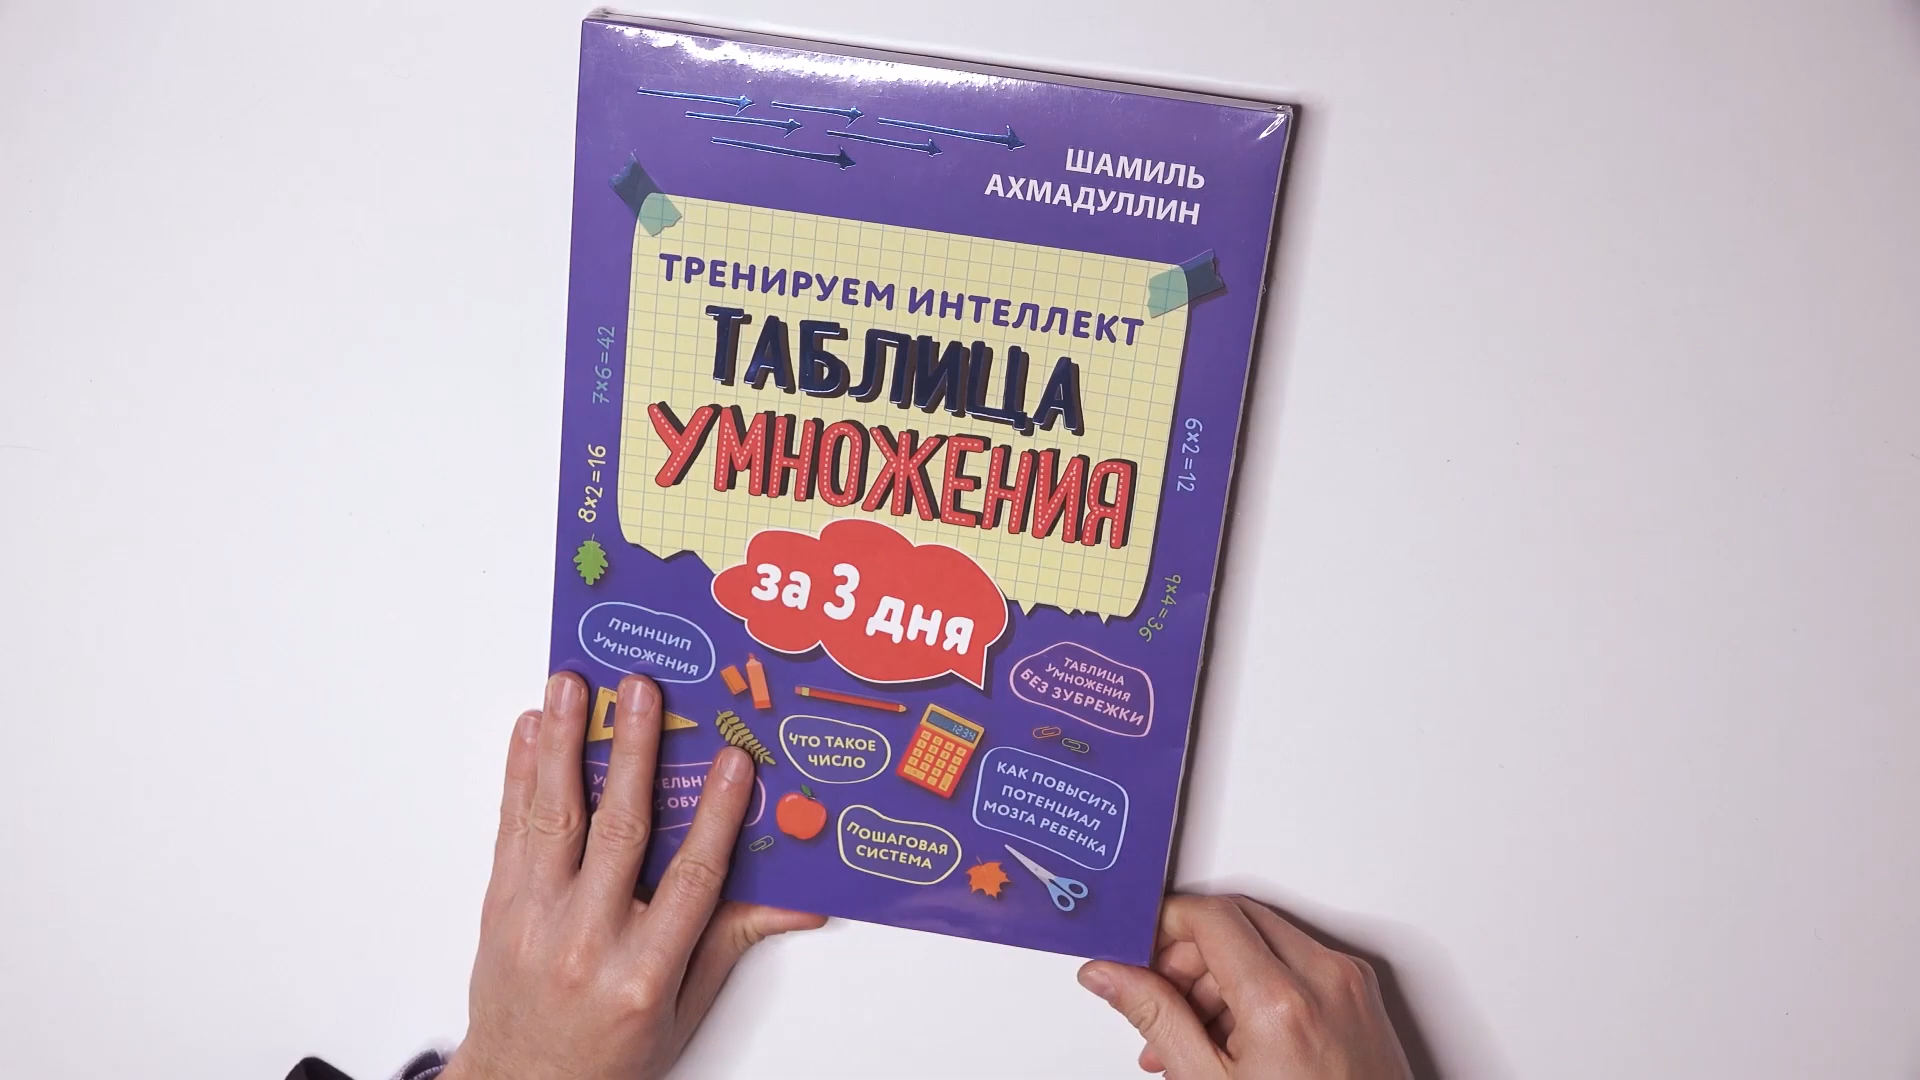 ШАМИЛЬ
АХМАДУЛЛИН
ТРЕНИРУЕМ ИНТЕЛЛЕКТ
ТАБЛИЦА
УМНОЖЕНИЯ
за 3 дня
7×6=42
8×2=16
6×2=12
9×4=36
ПРИНЦИП
УМНОЖЕНИЯ
ТАБЛИЦА
УМНОЖЕНИЯ
БЕЗ ЗУБРЕЖКИ
ЧТО ТАКОЕ
ЧИСЛО
1234
КАК ПОВЫСИТЬ
ПОТЕНЦИАЛ
МОЗГА РЕБЕНКА
ПОШАГОВАЯ
СИСТЕМА